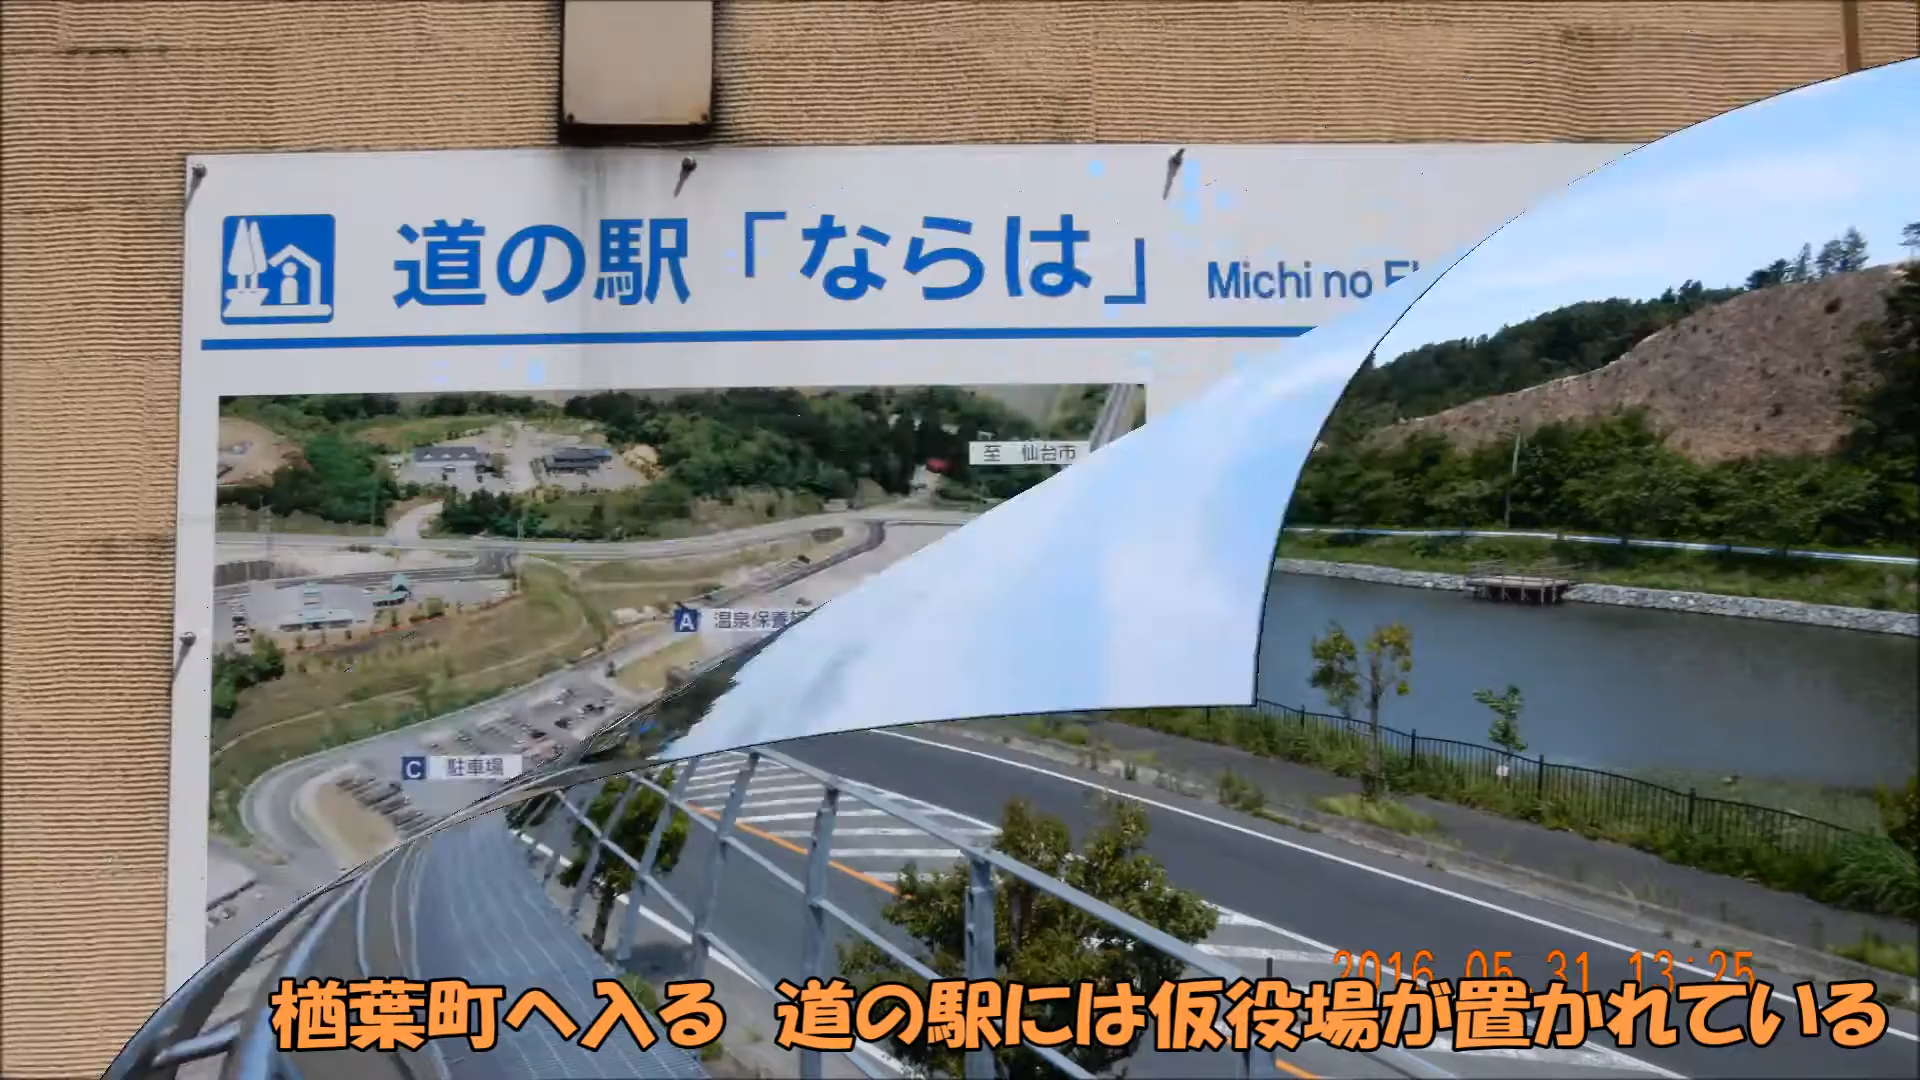 道の駅「ならは」 Michi no
至 仙台市
A 温泉保養
C 駐車場
2016 05 31 13:25
楢葉町へ入る 道の駅には仮役場が置かれている